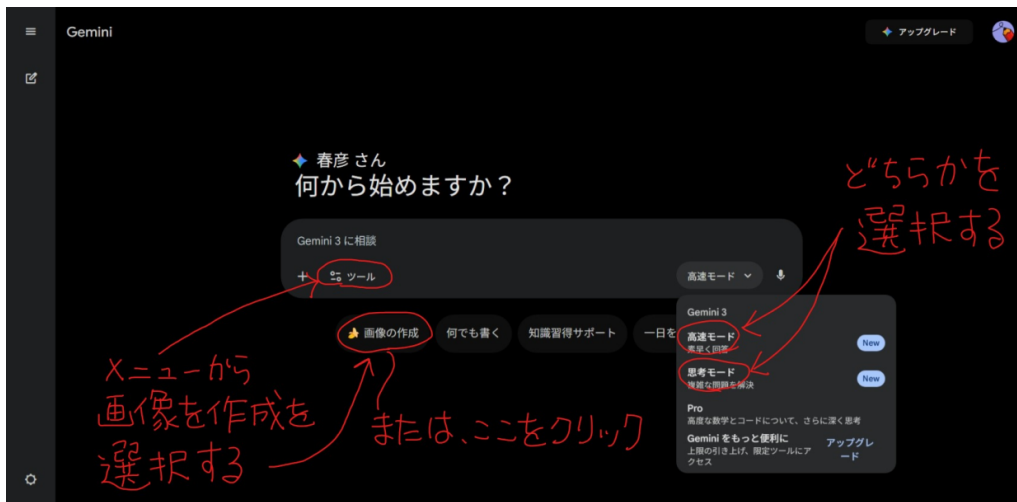 Gemini
アップグレード
春彦 さん
何から始めますか？
どちらかを
選択する
Gemini 3 に相談
ツール
高速モード
Gemini 3
高速モード
素早く回答
New
思考モード
複雑な問題を解決
New
Pro
高度な数学とコードについて、さらに深く思考
Gemini をもっと便利に
上限の引き上げ、限定ツールにア
クセス
アップグレ
ード
画像の作成
何でも書く
知識習得サポート
一日を
メニューから
画像を作成を
選択する
または、ここをクリック